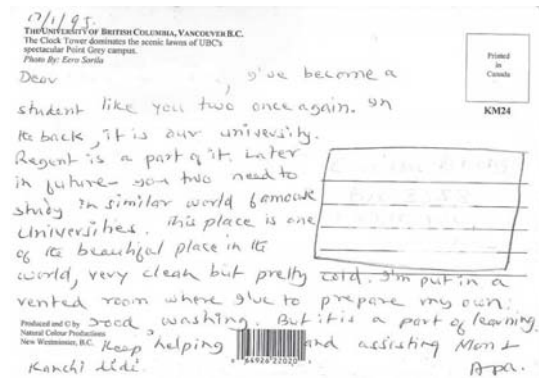 17/1/95.
THE UNIVERSITY OF BRITISH COLUMBIA, VANCOUVER B.C.
The Clock Tower dominates the scenic lawns of UBC's
spectacular Point Grey campus.
Photo By: Eero Sorila
Printed
in
Canada
KM24
Dear , I've become a
student like you two once again. On
the back, it is our university.
Regent is a part of it. Later
in future - you two need to
study in similar world famous
Universities. This place is one
of the beautiful place in the
world, very clean but pretty cold. I'm put in a
vented room where I've to prepare my own
food, washing. But it is a part of learning.
Produced and © by
Natural Colour Productions
New Westminster, B.C.
Keep helping and assisting Mom &
Kanchi didi. Apa.
64926 22020